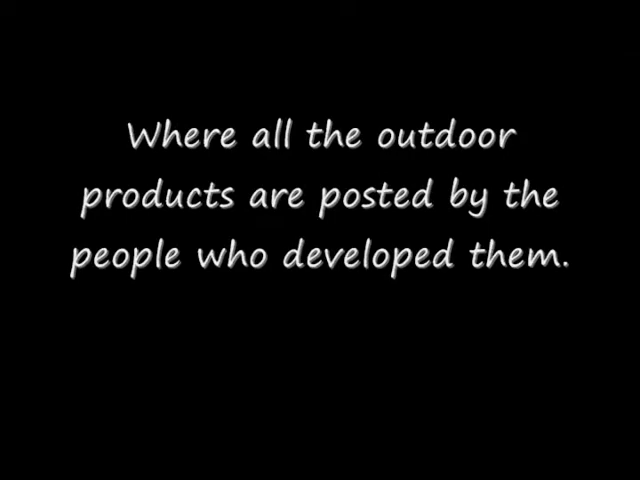 Where all the outdoor
products are posted by the
people who developed them.